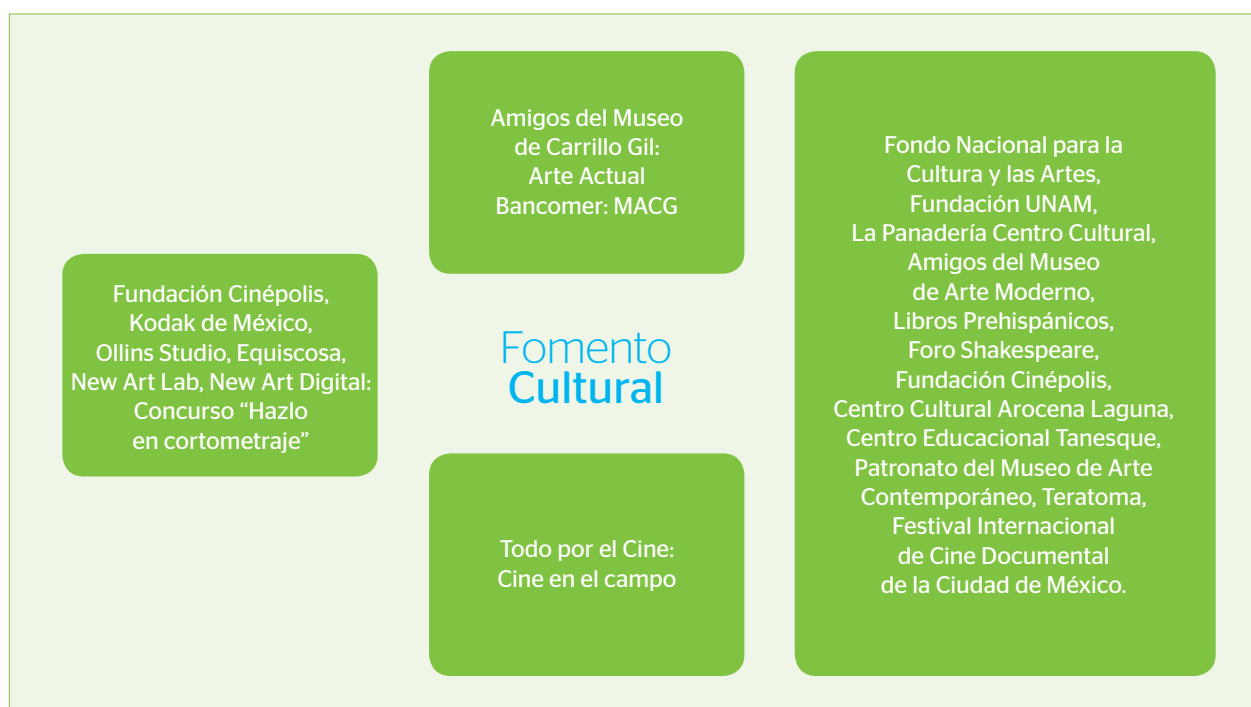 Fundación Cinépolis,
Kodak de México,
Ollins Studio, Equiscosa,
New Art Lab, New Art Digital:
Concurso “Hazlo
en cortometraje”
Amigos del Museo
de Carrillo Gil:
Arte Actual
Bancomer: MACG
Fomento
Cultural
Todo por el Cine:
Cine en el campo
Fondo Nacional para la
Cultura y las Artes,
Fundación UNAM,
La Panadería Centro Cultural,
Amigos del Museo
de Arte Moderno,
Libros Prehispánicos,
Foro Shakespeare,
Fundación Cinépolis,
Centro Cultural Arocena Laguna,
Centro Educacional Tanesque,
Patronato del Museo de Arte
Contemporáneo, Teratoma,
Festival Internacional
de Cine Documental
de la Ciudad de México.